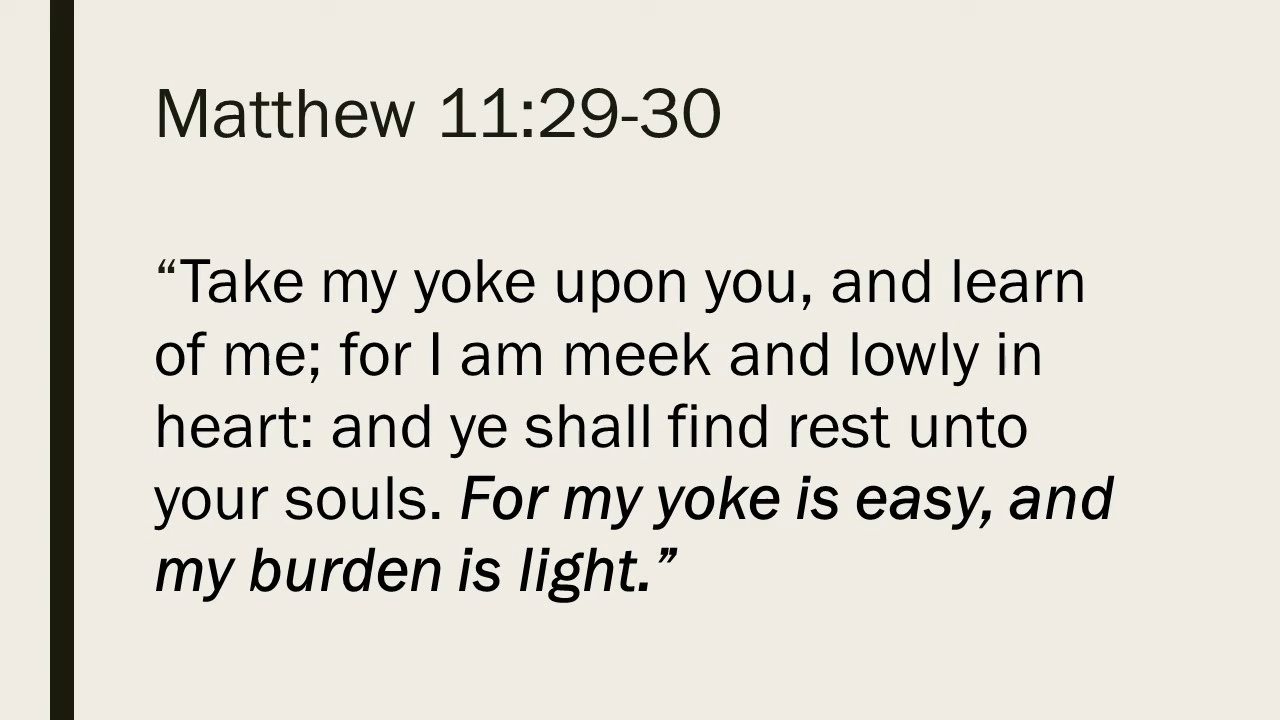 Matthew 11:29-30
“Take my yoke upon you, and learn
of me; for I am meek and lowly in
heart: and ye shall find rest unto
your souls. For my yoke is easy, and
my burden is light.”